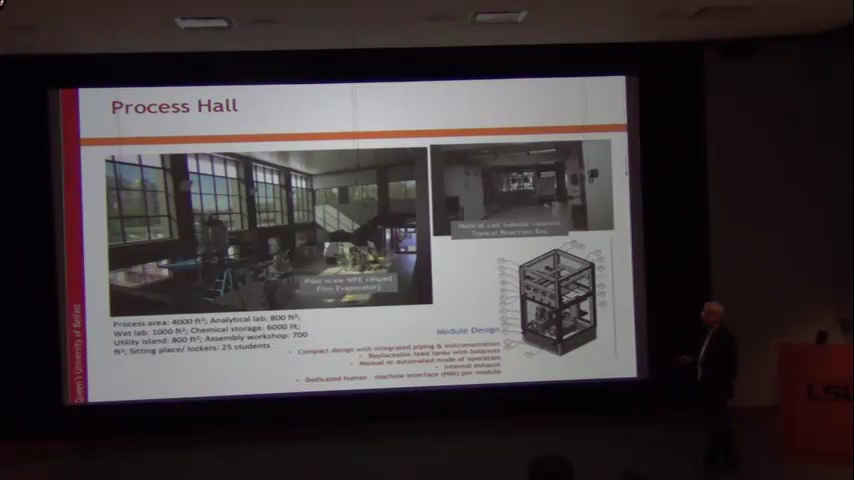 Process Hall
Helical coil tubular reactor
Typical Reaction Bay
Pilot scale WFE (Wiped
Film Evaporator)
Process area: 4000 ft²; Analytical lab: 800 ft²;
Wet lab: 1000 ft²; Chemical storage: 6000 lit;
Utility island: 800 ft²; Assembly workshop: 700
ft²; Sitting place/ lockers: 25 students
Module Design
• Compact design with integrated piping & instrumentation
• Replaceable feed tanks with balances
• Manual or automated mode of operation
• Internal exhaust
• Dedicated human machine interface (HMI) per module
Queen's University of Belfast
LSU